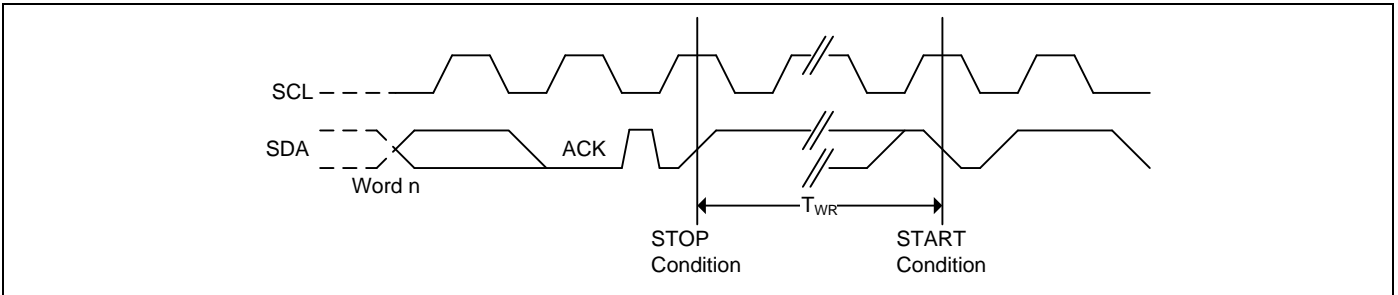 SCL
SDA
ACK
Word n
TWR
STOP
Condition
START
Condition